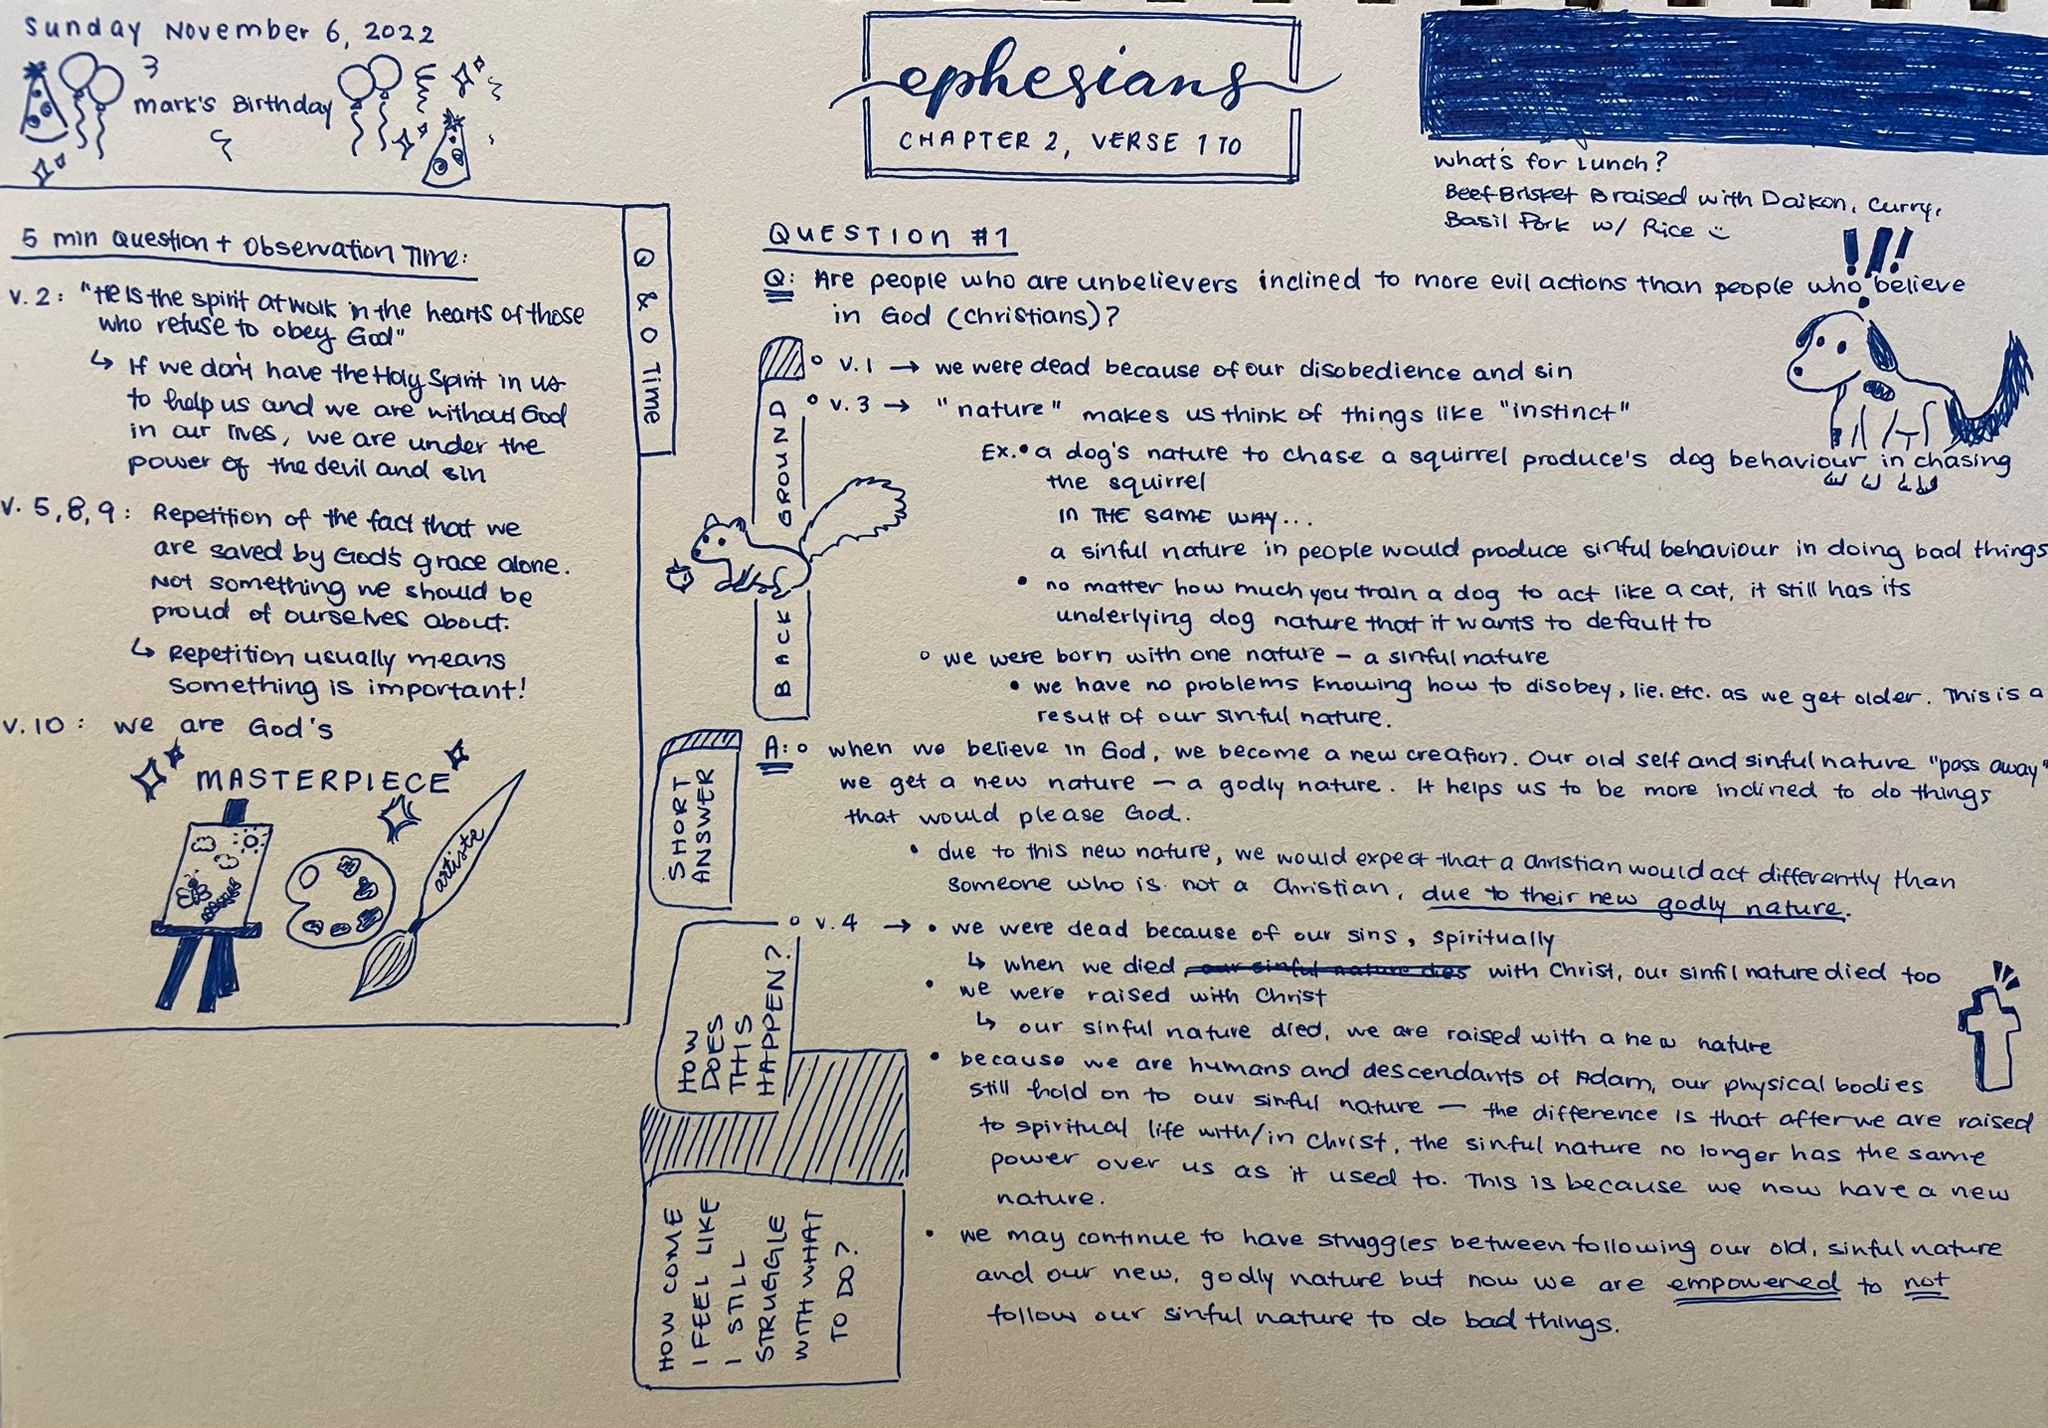 Sunday November 6, 2022
Mark's Birthday
ephesians
CHAPTER 2, VERSE 1 TO
What's for Lunch?
Beef Brisket Braised with Daikon, Curry,
Basil Pork w/ Rice
5 min Question + Observation Time:
Q & O Time
v. 2: "He is the spirit at work in the hearts of those
who refuse to obey God"
↳ If we don't have the Holy Spirit in us
to help us and we are without God
in our lives, we are under the
power of the devil and sin
v. 5, 8, 9: Repetition of the fact that we
are saved by God's grace alone.
Not something we should be
proud of ourselves about.
↳ Repetition usually means
something is important!
v. 10: we are God's
MASTERPIECE
artiste
QUESTION #1
!!!
Q: Are people who are unbelievers inclined to more evil actions than people who believe
in God (Christians)?
BACKGROUND
v. 1 → we were dead because of our disobedience and sin
v. 3 → "nature" makes us think of things like "instinct"
Ex. • a dog's nature to chase a squirrel produce's dog behaviour in chasing
the squirrel
IN THE SAME WAY...
a sinful nature in people would produce sinful behaviour in doing bad things
• no matter how much you train a dog to act like a cat, it still has its
underlying dog nature that it wants to default to
we were born with one nature – a sinful nature
• we have no problems knowing how to disobey, lie. etc. as we get older. This is a
result of our sinful nature.
SHORT
ANSWER
A: when we believe in God, we become a new creation. Our old self and sinful nature "pass away"
we get a new nature – a godly nature. It helps us to be more inclined to do things
that would please God.
• due to this new nature, we would expect that a Christian would act differently than
someone who is not a Christian, due to their new godly nature.
HOW
DOES
THIS
HAPPEN?
v. 4 → • we were dead because of our sins, spiritually
↳ when we died our sinful nature dies with Christ, our sinfil nature died too
• we were raised with Christ
↳ our sinful nature died, we are raised with a new nature
• because we are humans and descendants of Adam, our physical bodies
still hold on to our sinful nature – the difference is that after we are raised
to spiritual life with/in Christ, the sinful nature no longer has the same
power over us as it used to. This is because we now have a new
nature.
HOW COME
I FEEL LIKE
I STILL
STRUGGLE
WITH WHAT
TO DO?
• we may continue to have struggles between following our old, sinful nature
and our new, godly nature but now we are empowered to not
follow our sinful nature to do bad things.